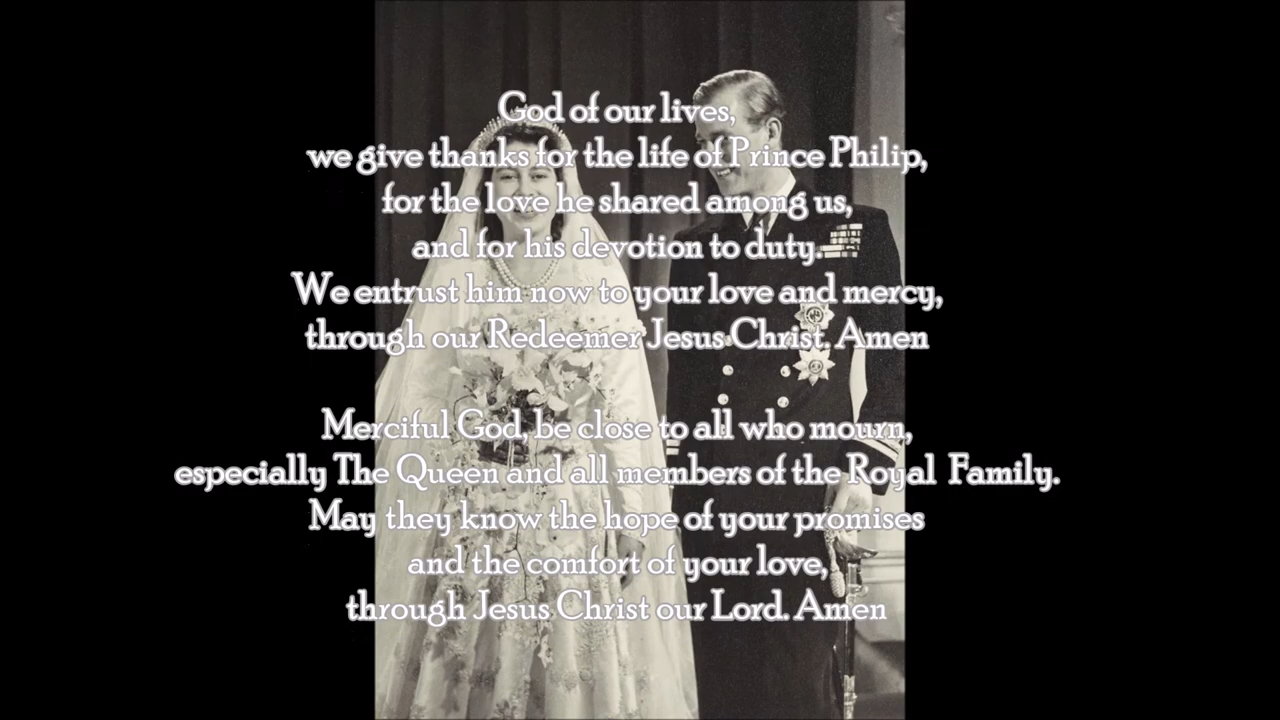 God of our lives,
we give thanks for the life of Prince Philip,
for the love he shared among us,
and for his devotion to duty.
We entrust him now to your love and mercy,
through our Redeemer Jesus Christ. Amen
Merciful God, be close to all who mourn,
especially The Queen and all members of the Royal Family.
May they know the hope of your promises
and the comfort of your love,
through Jesus Christ our Lord. Amen